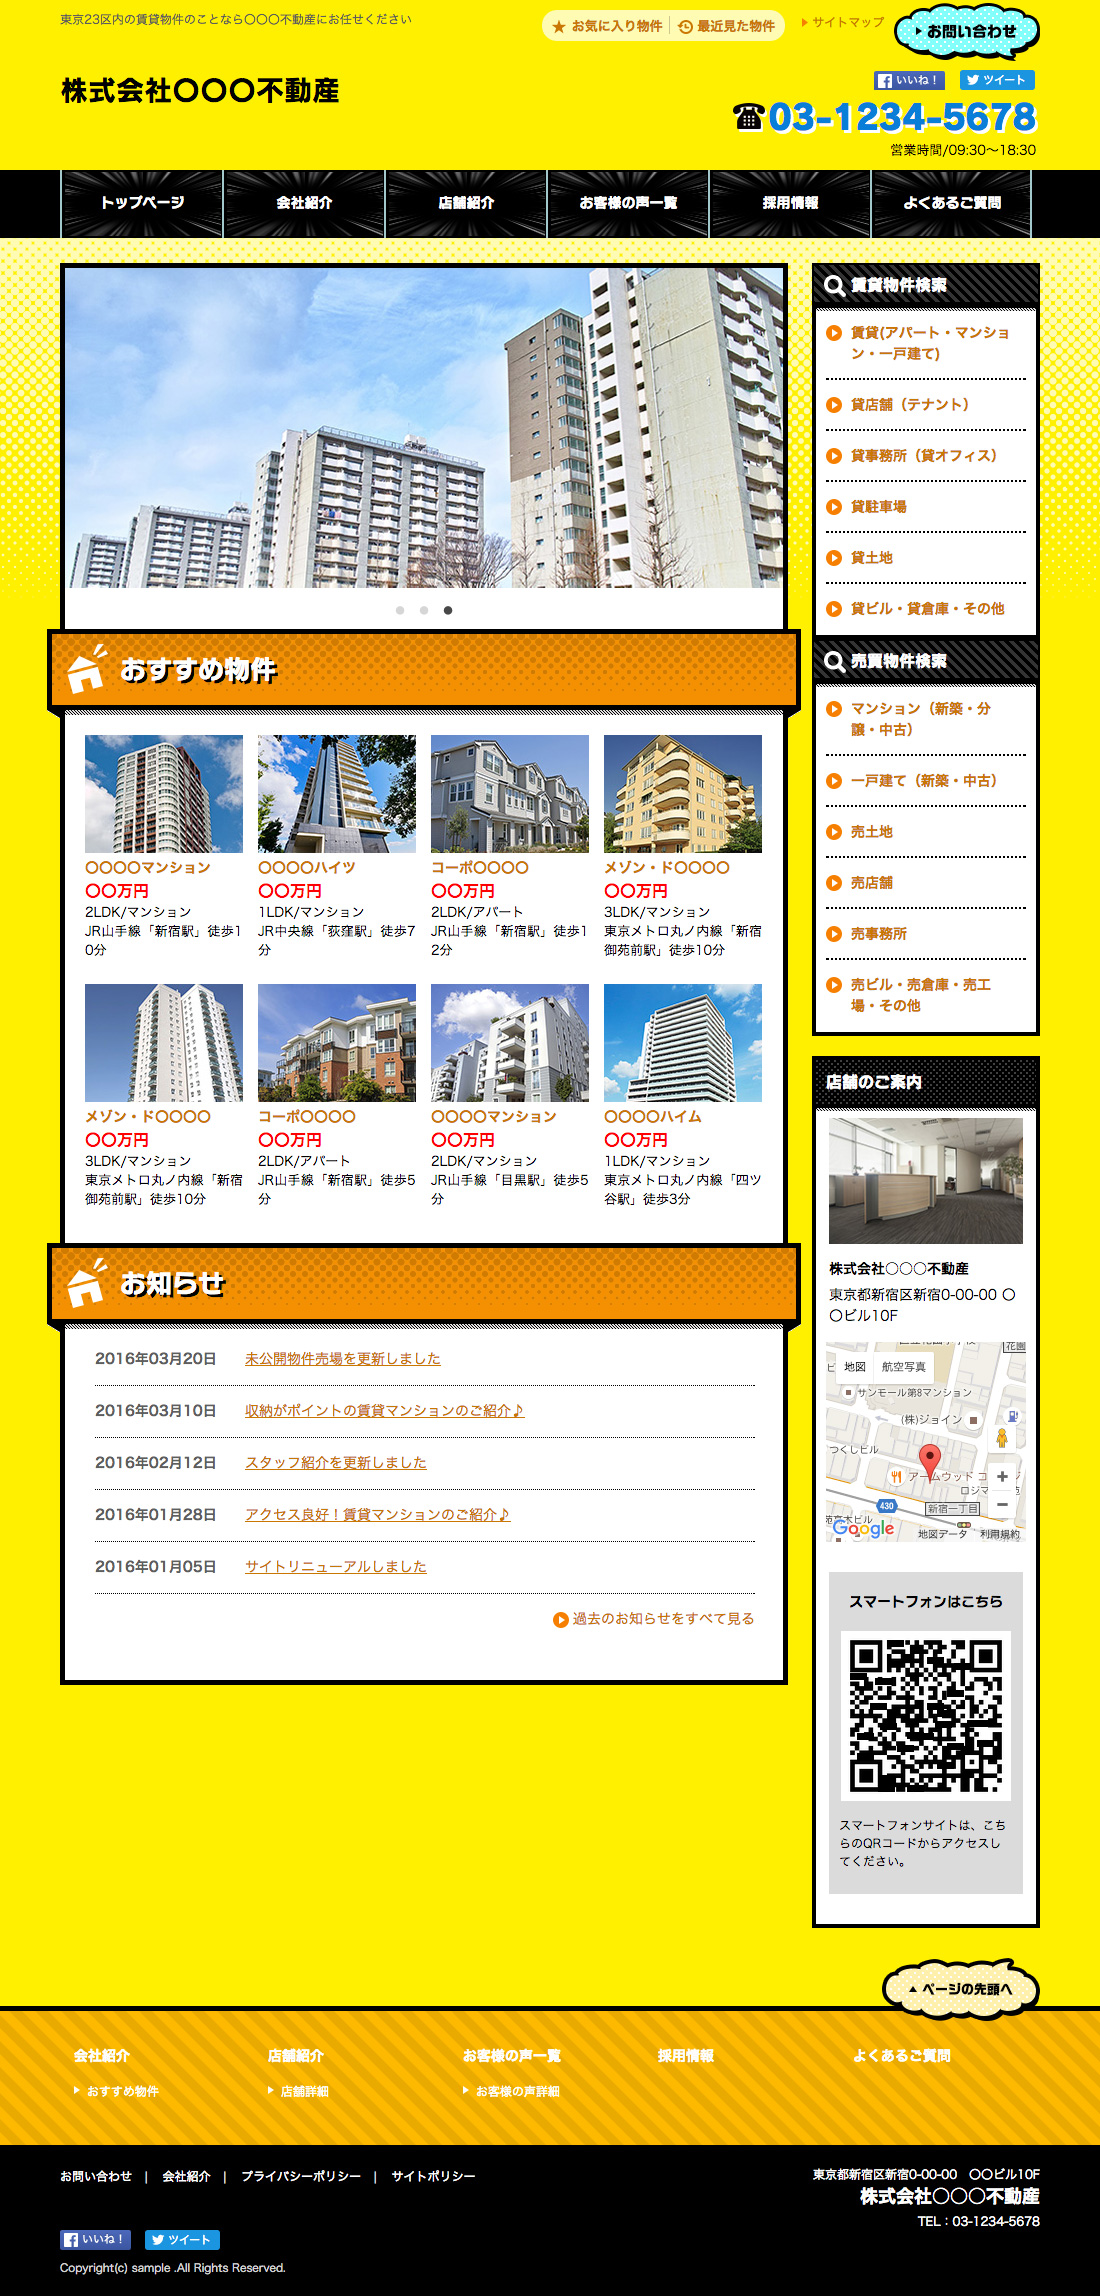 東京23区内の賃貸物件のことなら〇〇〇不動産にお任せください
お気に入り物件
最近見た物件
サイトマップ
お問い合わせ
株式会社〇〇〇不動産
いいね！
ツイート
03-1234-5678
営業時間/09:30〜18:30
トップページ
会社紹介
店舗紹介
お客様の声一覧
採用情報
よくあるご質問
おすすめ物件
〇〇〇〇マンション
〇〇万円
2LDK/マンション
JR山手線「新宿駅」徒歩1
0分
〇〇〇〇ハイツ
〇〇万円
1LDK/マンション
JR中央線「荻窪駅」徒歩7
分
コーポ〇〇〇〇
〇〇万円
2LDK/アパート
JR山手線「新宿駅」徒歩1
2分
メゾン・ド〇〇〇〇
〇〇万円
3LDK/マンション
東京メトロ丸ノ内線「新宿
御苑前駅」徒歩10分
メゾン・ド〇〇〇〇
〇〇万円
3LDK/マンション
東京メトロ丸ノ内線「新宿
御苑前駅」徒歩10分
コーポ〇〇〇〇
〇〇万円
2LDK/アパート
JR山手線「新宿駅」徒歩5
分
〇〇〇〇マンション
〇〇万円
2LDK/マンション
JR山手線「目黒駅」徒歩5
分
〇〇〇〇ハイム
〇〇万円
1LDK/マンション
東京メトロ丸ノ内線「四ツ
谷駅」徒歩3分
お知らせ
2016年03月20日 未公開物件売場を更新しました
2016年03月10日 収納がポイントの賃貸マンションのご紹介♪
2016年02月12日 スタッフ紹介を更新しました
2016年01月28日 アクセス良好！賃貸マンションのご紹介♪
2016年01月05日 サイトリニューアルしました
過去のお知らせをすべて見る
賃貸物件検索
賃貸(アパート・マンショ
ン・一戸建て)
貸店舗（テナント）
貸事務所（貸オフィス）
貸駐車場
貸土地
貸ビル・貸倉庫・その他
売買物件検索
マンション（新築・分
譲・中古）
一戸建て（新築・中古）
売土地
売店舗
売事務所
売ビル・売倉庫・売工
場・その他
店舗のご案内
株式会社〇〇〇不動産
東京都新宿区新宿0-00-00 〇
〇ビル10F
花園
地図
航空写真
サンモール第8マンション
(株)ジョイン
つくしビル
アームウッド
ロジマ
430
新宿一丁目
Google
地図データ
利用規約
スマートフォンはこちら
スマートフォンサイトは、こち
らのQRコードからアクセスし
てください。
ページの先頭へ
会社紹介
おすすめ物件
店舗紹介
店舗詳細
お客様の声一覧
お客様の声詳細
採用情報
よくあるご質問
お問い合わせ | 会社紹介 | プライバシーポリシー | サイトポリシー
東京都新宿区新宿0-00-00　〇〇ビル10F
株式会社〇〇〇不動産
TEL：03-1234-5678
いいね！
ツイート
Copyright(c) sample .All Rights Reserved.